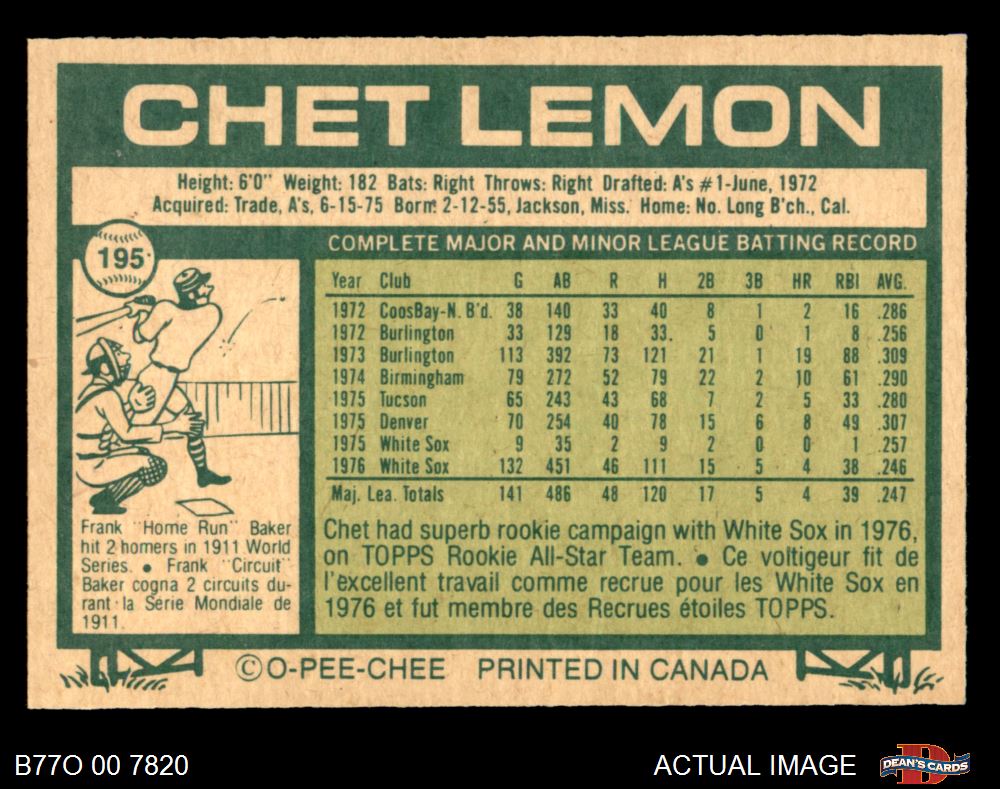 CHET LEMON
Height: 6'0" Weight: 182 Bats: Right Throws: Right Drafted: A's #1-June, 1972
Acquired: Trade, A's, 6-15-75 Born: 2-12-55, Jackson, Miss. Home: No. Long B'ch., Cal.
195
COMPLETE MAJOR AND MINOR LEAGUE BATTING RECORD
Year Club G AB R H 2B 3B HR RBI AVG.
1972 CoosBay-N. B'd. 38 140 33 40 8 1 2 16 .286
1972 Burlington 33 129 18 33. 5 0 1 8 .256
1973 Burlington 113 392 73 121 21 1 19 88 .309
1974 Birmingham 79 272 52 79 22 2 10 61 .290
1975 Tucson 65 243 43 68 7 2 5 33 .280
1975 Denver 70 254 40 78 15 6 8 49 .307
1975 White Sox 9 35 2 9 2 0 0 1 .257
1976 White Sox 132 451 46 111 15 5 4 38 .246
Maj. Lea. Totals 141 486 48 120 17 5 4 39 .247
Frank "Home Run" Baker
hit 2 homers in 1911 World
Series. ● Frank "Circuit"
Baker cogna 2 circuits du-
rant la Série Mondiale de
1911.
Chet had superb rookie campaign with White Sox in 1976,
on TOPPS Rookie All-Star Team. ● Ce voltigeur fit de
l'excellent travail comme recrue pour les White Sox en
1976 et fut membre des Recrues étoiles TOPPS.
© O-PEE-CHEE PRINTED IN CANADA
B77O 00 7820
ACTUAL IMAGE
D
DEAN'S CARDS